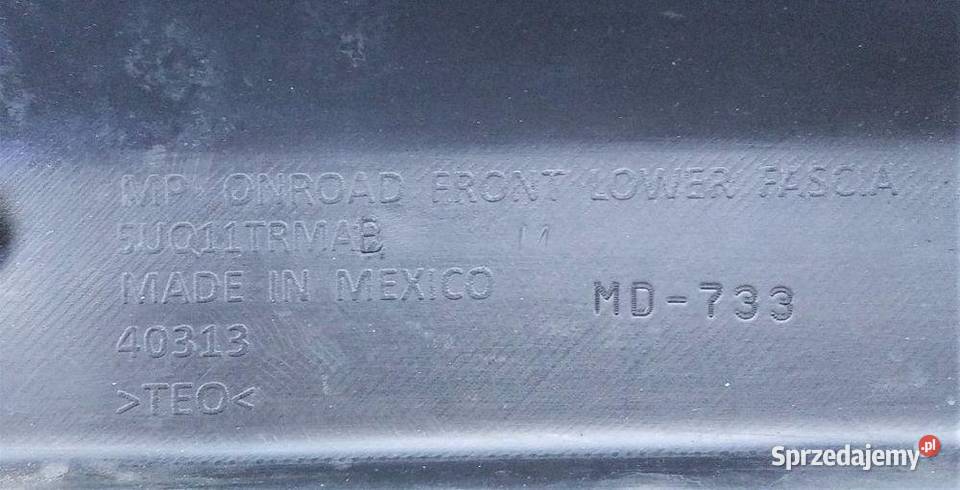 MP ONROAD FRONT LOWER FASCIA
5UQ11TRMAB
MADE IN MEXICO
MD-733
40313
>TEO<
Sprzedajemy.pl